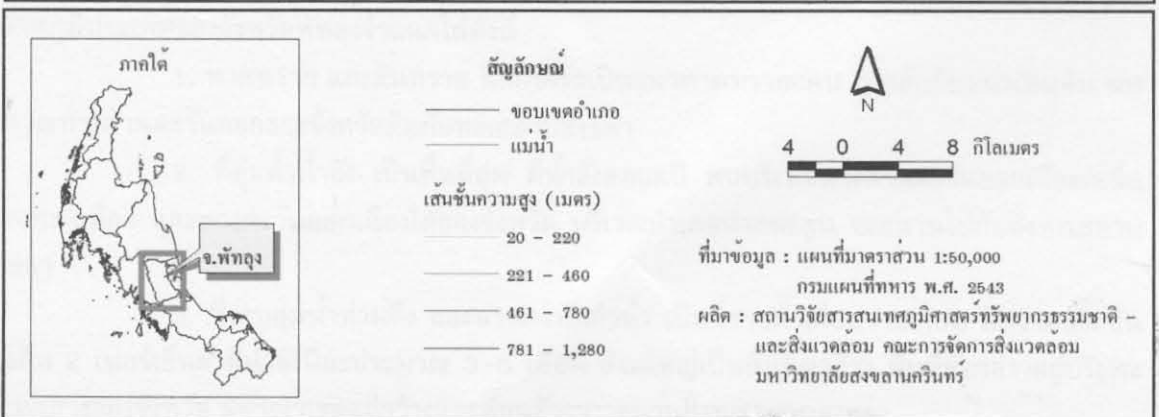 ภาคใต้
จ.พัทลุง
สัญลักษณ์
ขอบเขตอำเภอ
แม่น้ำ
เส้นชั้นความสูง (เมตร)
20 - 220
221 - 460
461 - 780
781 - 1,280
N
4 0 4 8 กิโลเมตร
ที่มาข้อมูล : แผนที่มาตราส่วน 1:50,000
กรมแผนที่ทหาร พ.ศ. 2543
ผลิต : สถานวิจัยสารสนเทศภูมิศาสตร์ทรัพยากรธรรมชาติ
และสิ่งแวดล้อม คณะการจัดการสิ่งแวดลอม
มหาวิทยาลัยสงขลานครินทร์